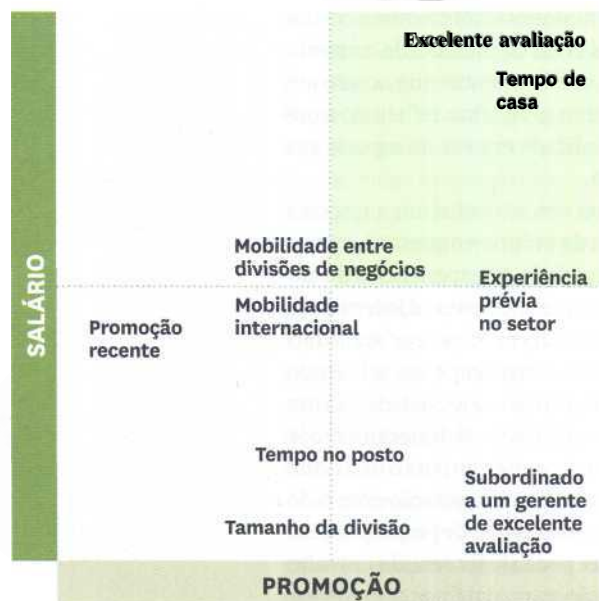 Excelente avaliação
Tempo de
casa
Mobilidade entre
divisões de negócios
Experiência
prévia
no setor
Mobilidade
internacional
Promoção
recente
SALÁRIO
Tempo no posto
Subordinado
a um gerente
de excelente
avaliação
Tamanho da divisão
PROMOÇÃO